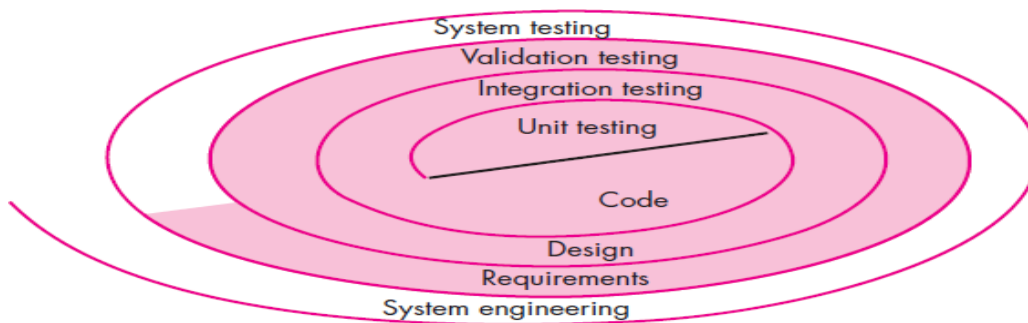 System testing
Validation testing
Integration testing
Unit testing
Code
Design
Requirements
System engineering